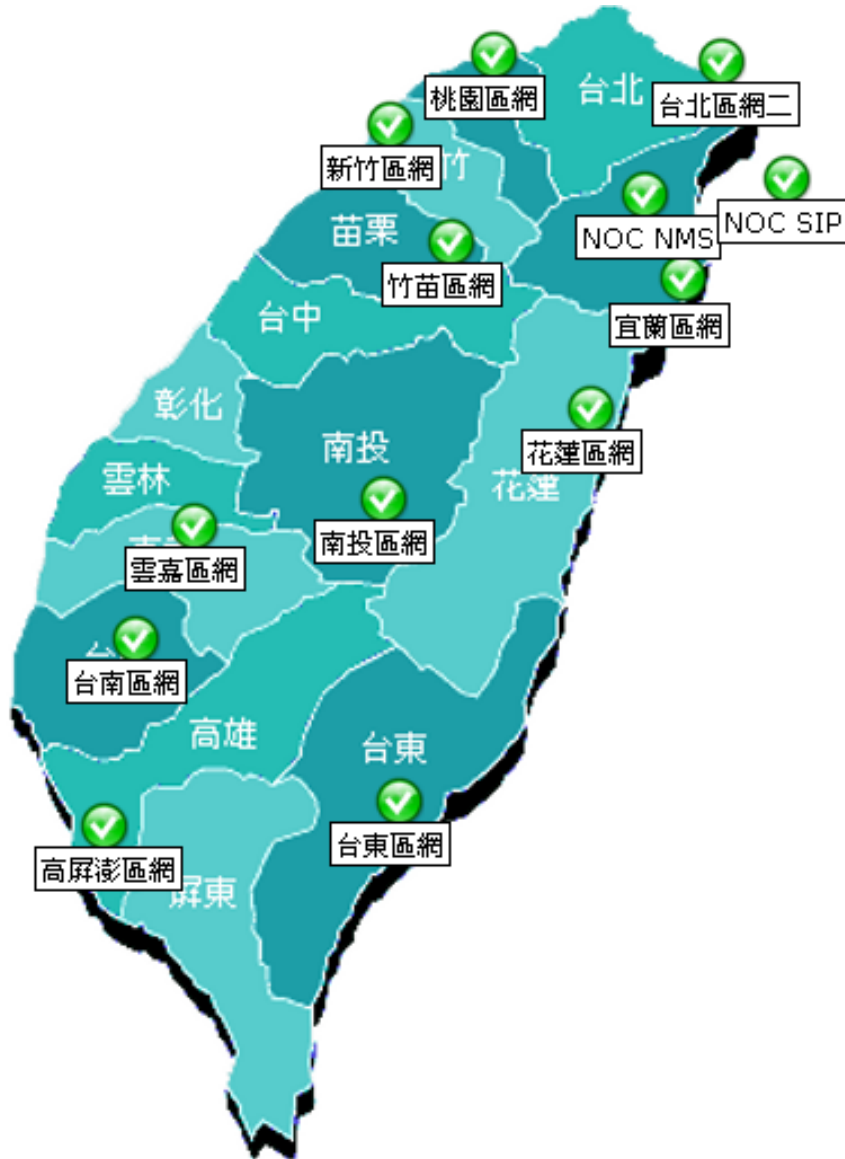 桃園區網
台北
台北區網二
新竹區網
竹
NOC NMS
NOC SIP
苗栗
竹苗區網
宜蘭區網
台中
彰化
南投
花蓮區網
花蓮
雲林
南投區網
雲嘉區網
台南區網
高雄
台東
台東區網
高屛澎區網
屛東